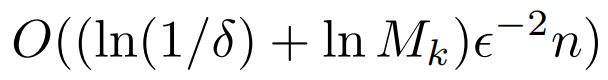 O((ln(1/δ) + ln M_k)ϵ^{-2}n)